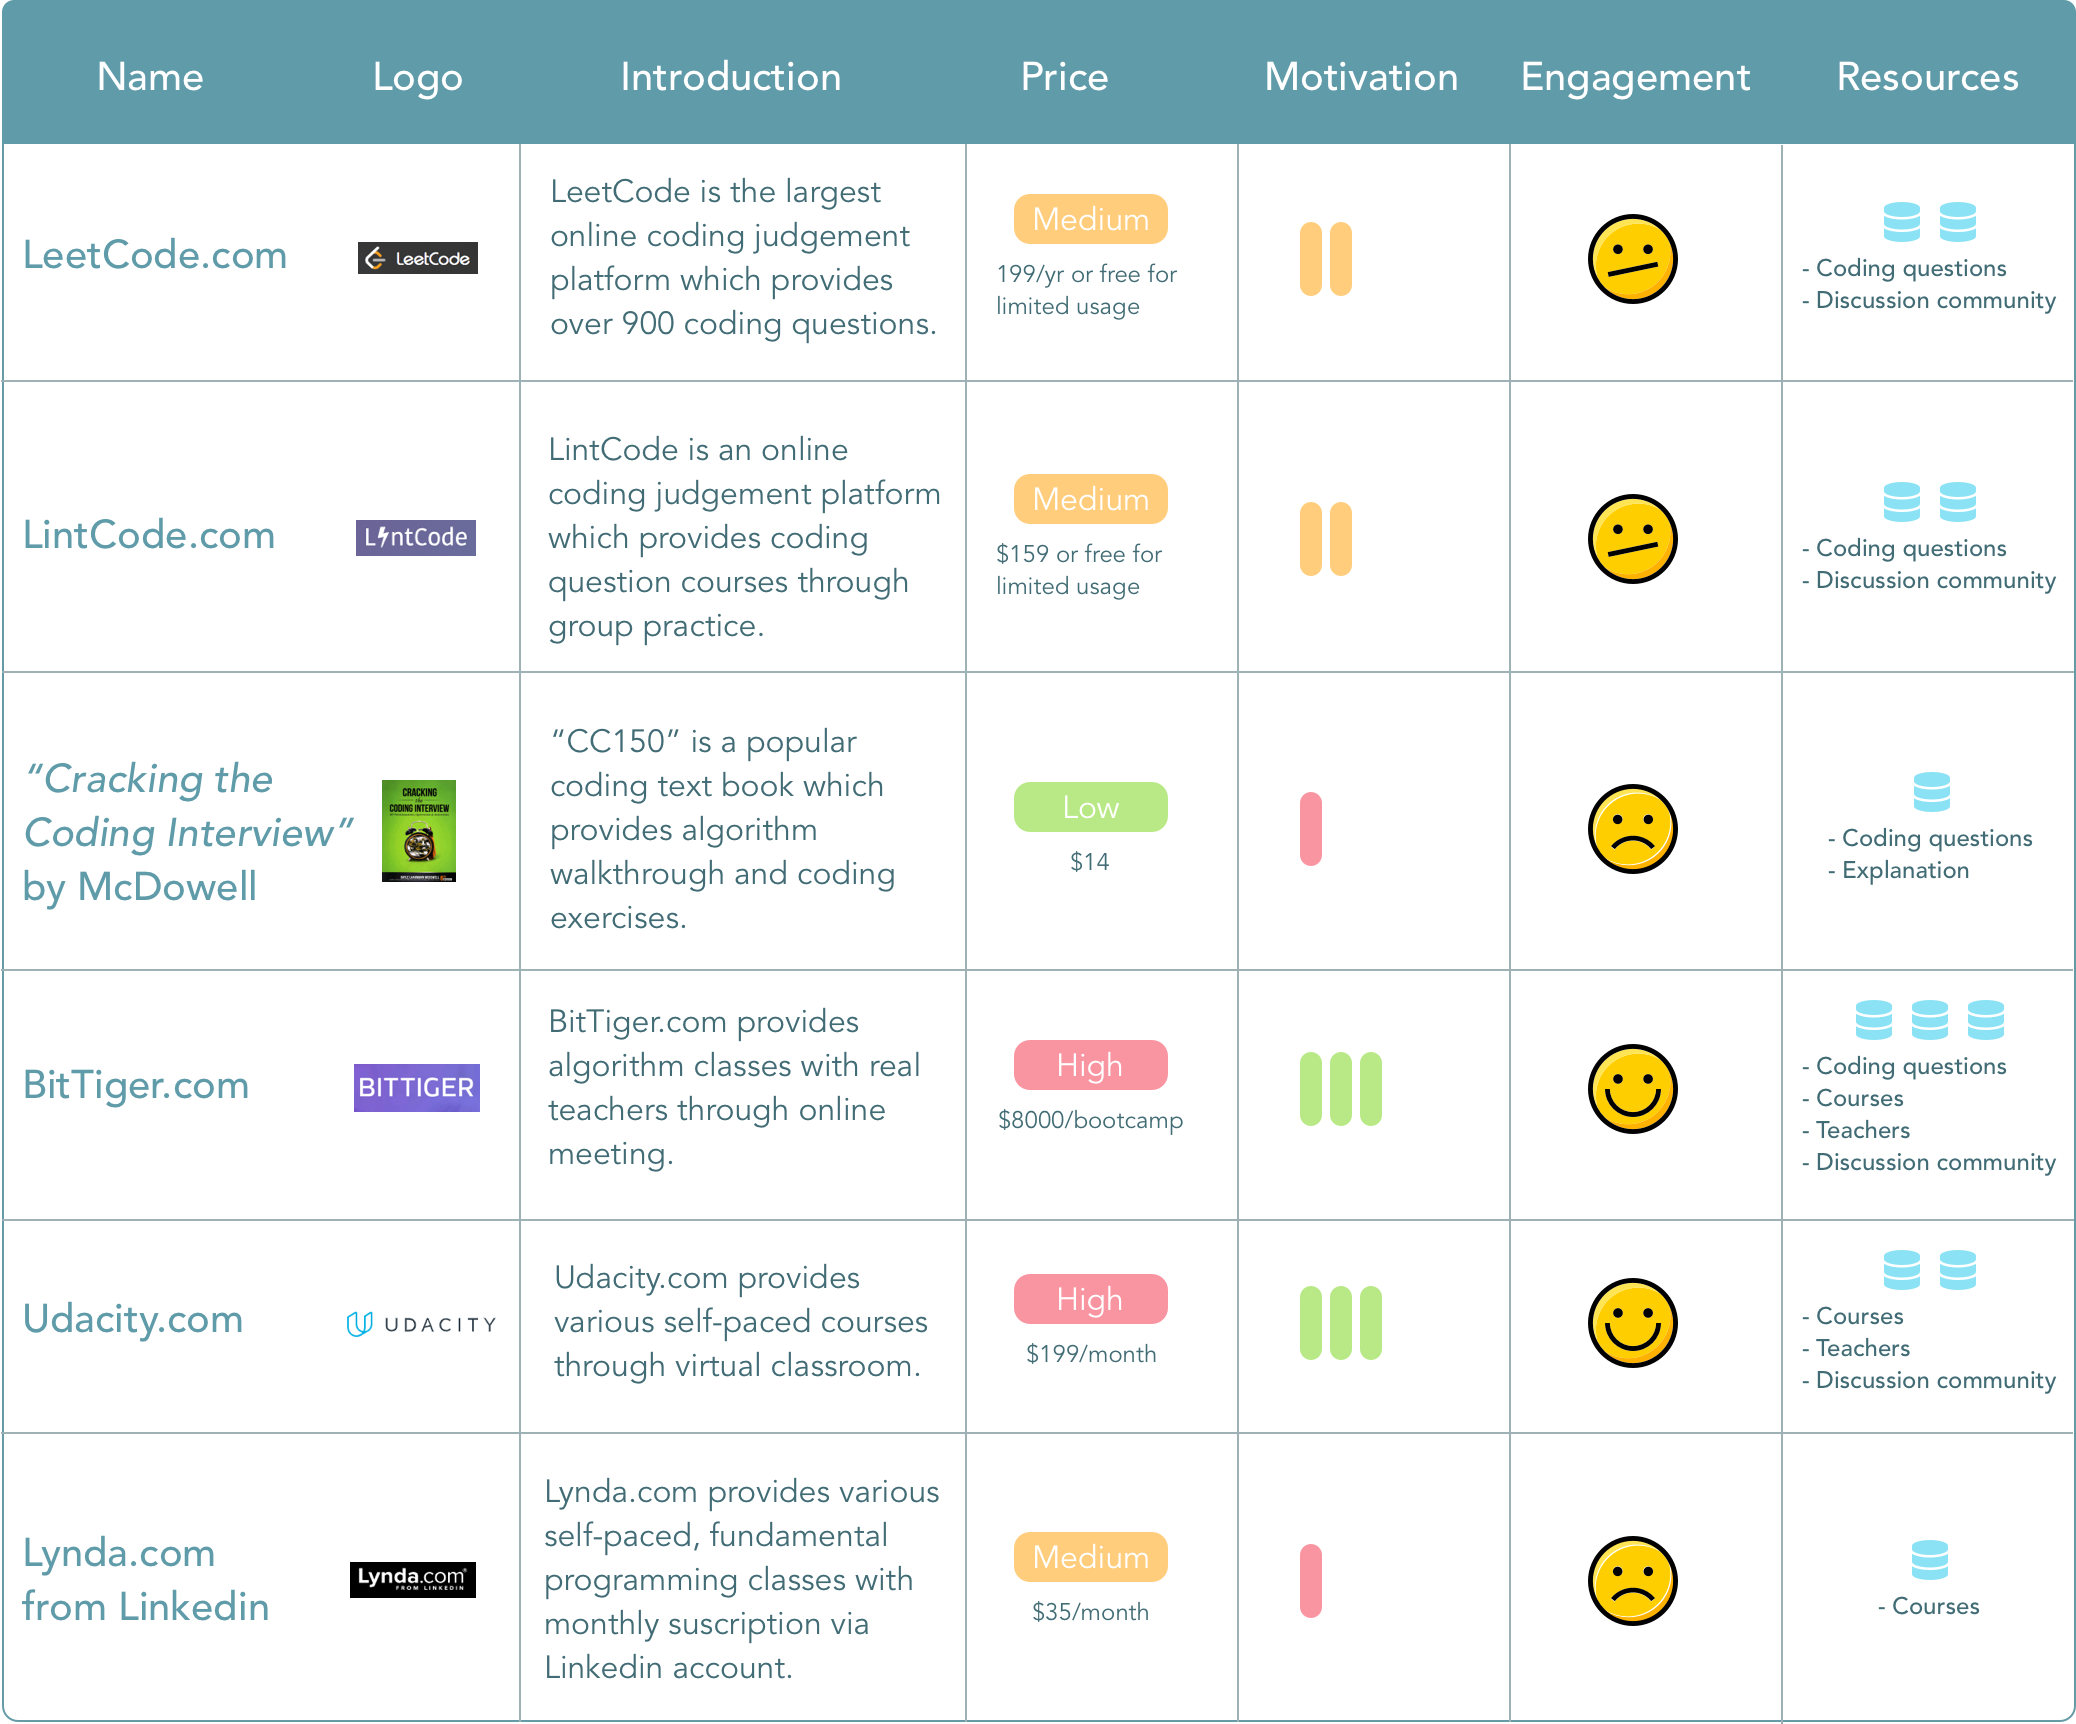 Name Logo Introduction Price Motivation Engagement Resources
LeetCode.com
LeetCode
LeetCode is the largest
online coding judgement
platform which provides
over 900 coding questions.
Medium
199/yr or free for
limited usage
- Coding questions
- Discussion community
LintCode.com
LintCode
LintCode is an online
coding judgement platform
which provides coding
question courses through
group practice.
Medium
$159 or free for
limited usage
- Coding questions
- Discussion community
“Cracking the
Coding Interview”
by McDowell
CRACKING
the
CODING INTERVIEW
“CC150” is a popular
coding text book which
provides algorithm
walkthrough and coding
exercises.
Low
$14
- Coding questions
- Explanation
BitTiger.com
BITTIGER
BitTiger.com provides
algorithm classes with real
teachers through online
meeting.
High
$8000/bootcamp
- Coding questions
- Courses
- Teachers
- Discussion community
Udacity.com
UDACITY
Udacity.com provides
various self-paced courses
through virtual classroom.
High
$199/month
- Courses
- Teachers
- Discussion community
Lynda.com
from Linkedin
Lynda.com
FROM LINKEDIN
Lynda.com provides various
self-paced, fundamental
programming classes with
monthly suscription via
Linkedin account.
Medium
$35/month
- Courses